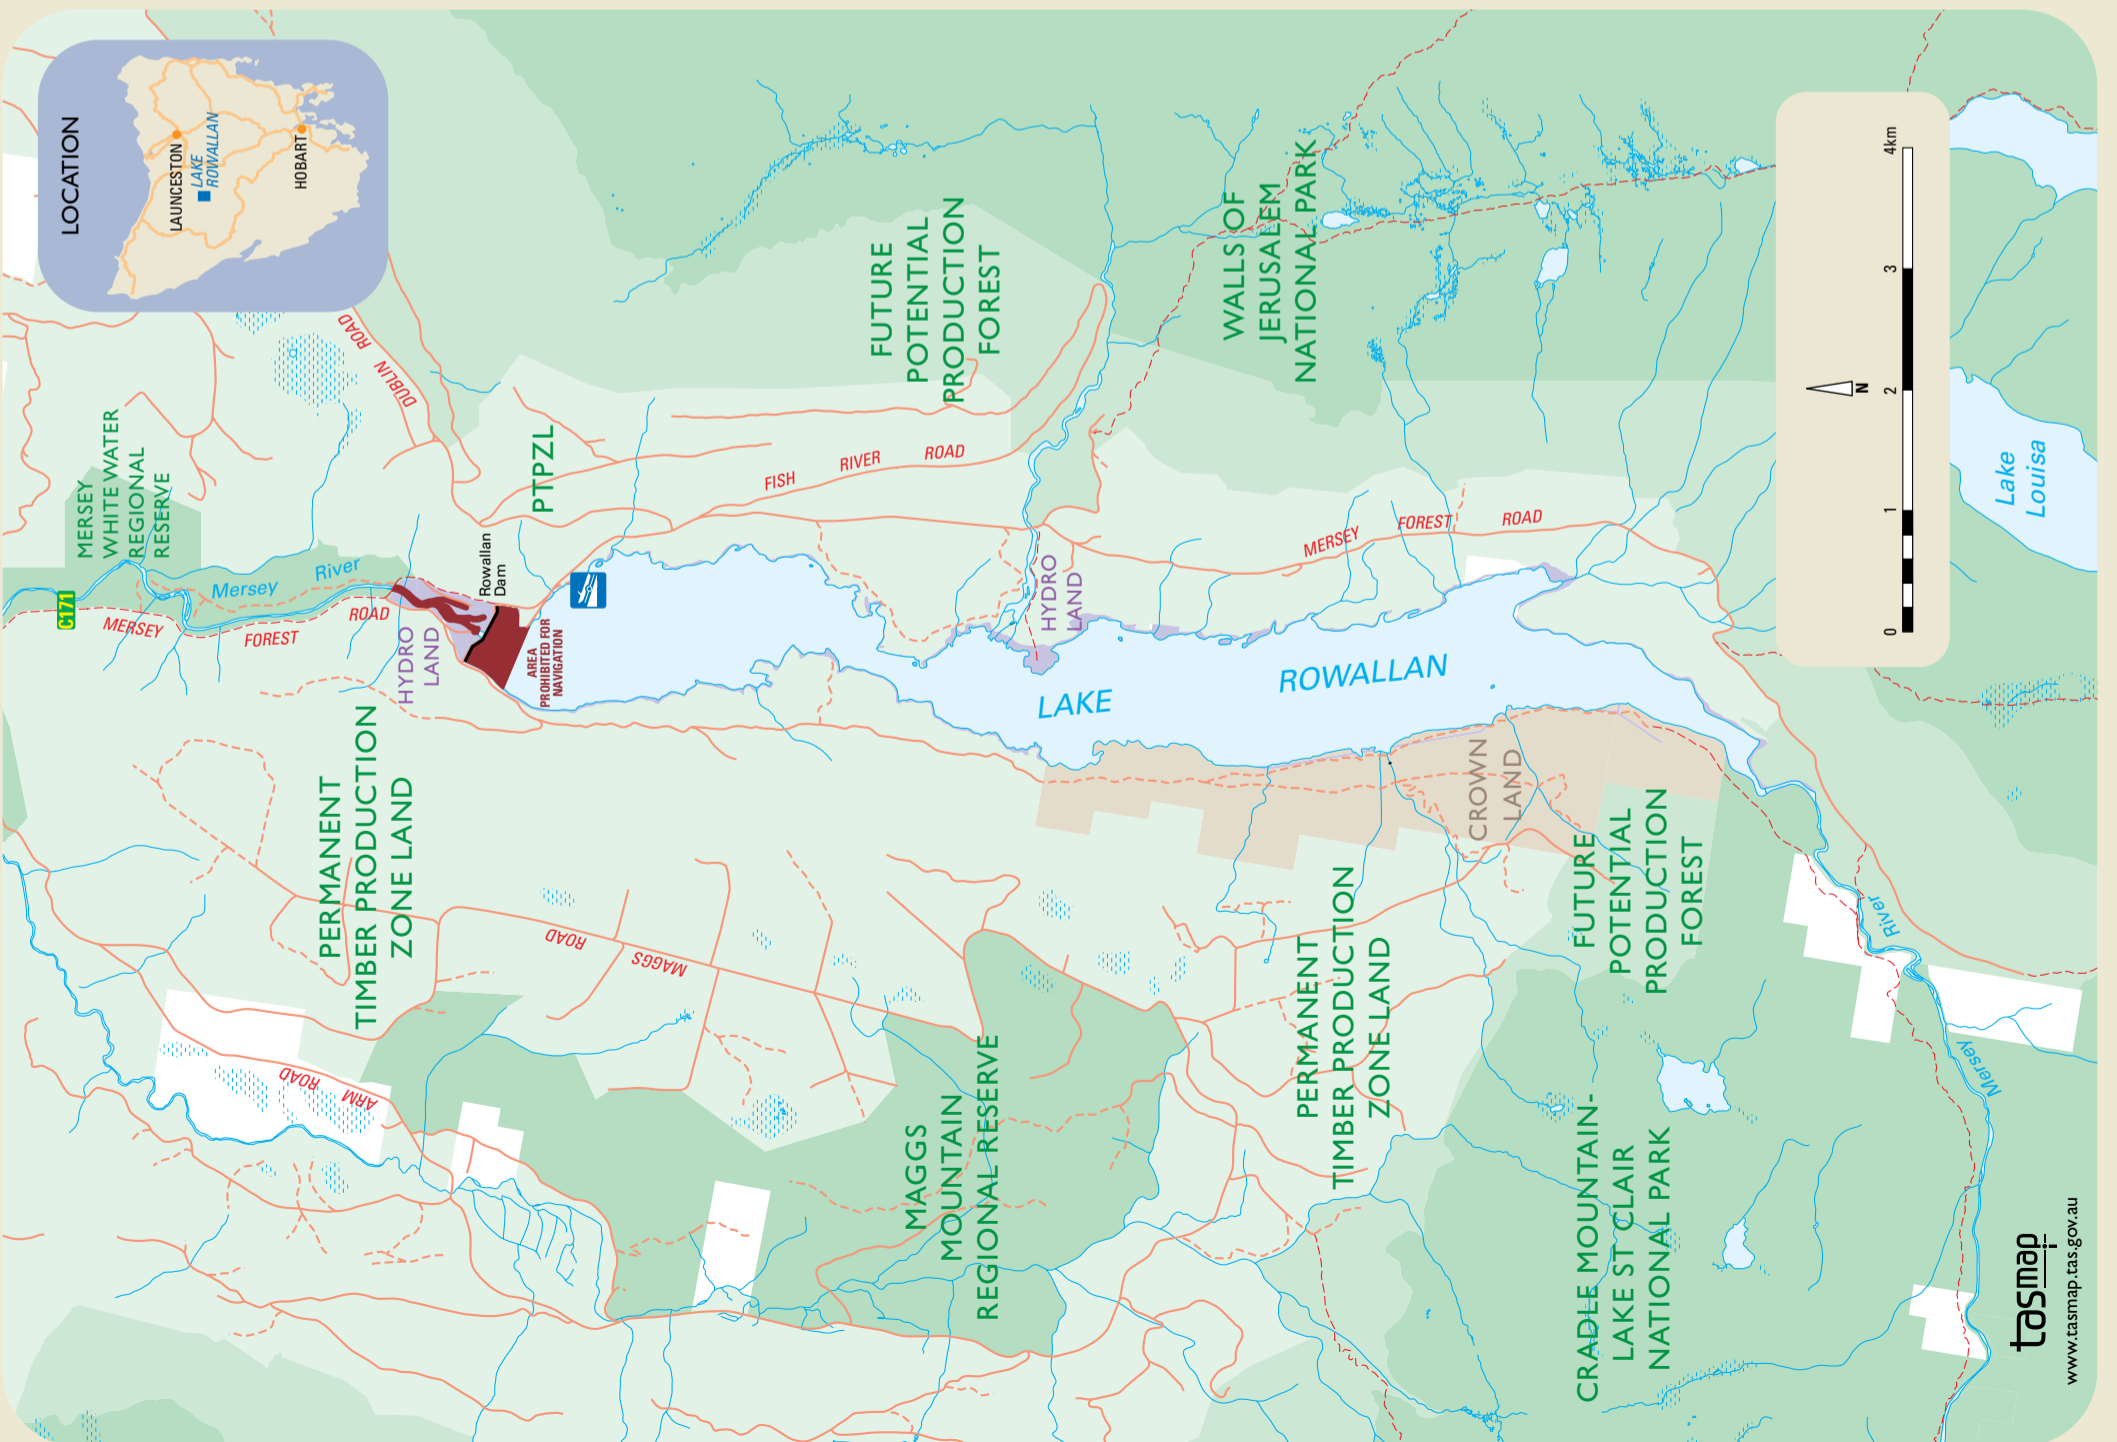 LOCATION
LAUNCESTON
LAKE
ROWALLAN
HOBART
MERSEY
WHITE WATER
REGIONAL
RESERVE
C171
MERSEY
FOREST
ROAD
Mersey
River
DUBLIN
ROAD
HYDRO
LAND
Rowallan
Dam
AREA
PROHIBITED FOR
NAVIGATION
PTPZL
FISH
RIVER
ROAD
FUTURE
POTENTIAL
PRODUCTION
FOREST
WALLS OF
JERUSALEM
NATIONAL PARK
HYDRO
LAND
MERSEY
FOREST
ROAD
LAKE
ROWALLAN
CROWN
LAND
PERMANENT
TIMBER PRODUCTION
ZONE LAND
MAGGS
ROAD
ARM
ROAD
MAGGS
MOUNTAIN
REGIONAL RESERVE
PERMANENT
TIMBER PRODUCTION
ZONE LAND
FUTURE
POTENTIAL
PRODUCTION
FOREST
CRADLE MOUNTAIN-
LAKE ST CLAIR
NATIONAL PARK
Mersey
River
Lake
Louisa
N
0
1
2
3
4km
tasmap
www.tasmap.tas.gov.au